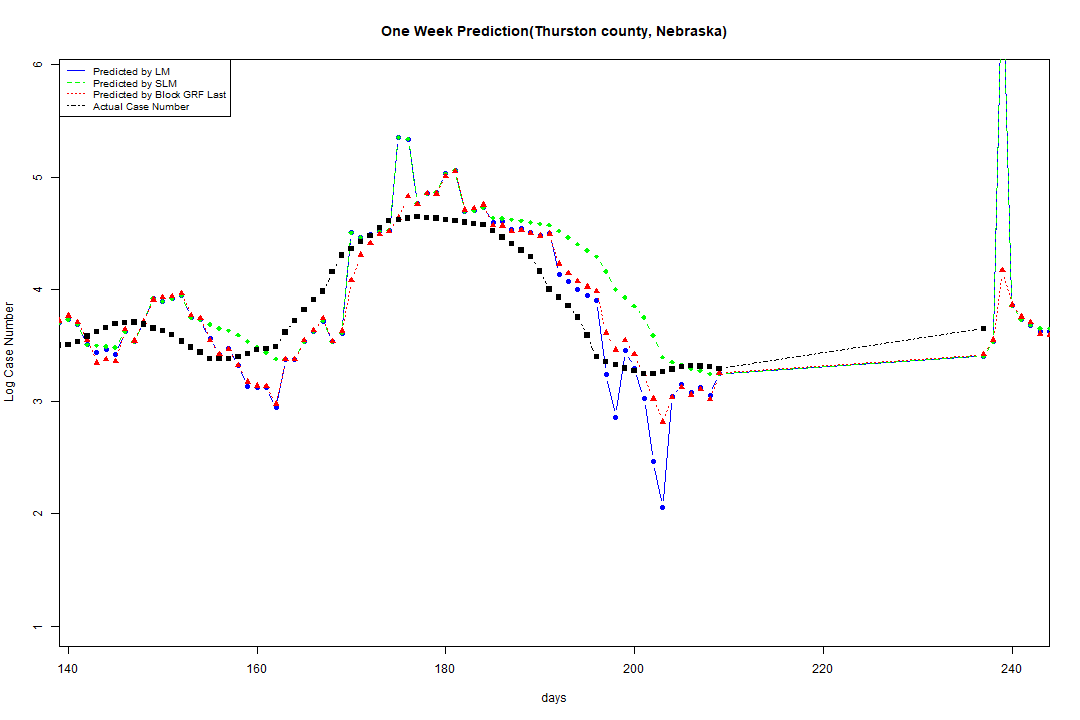 One Week Prediction(Thurston county, Nebraska)
Predicted by LM
Predicted by SLM
Predicted by Block GRF Last
Actual Case Number
6
5
4
3
2
1
Log Case Number
140 160 180 200 220 240
days